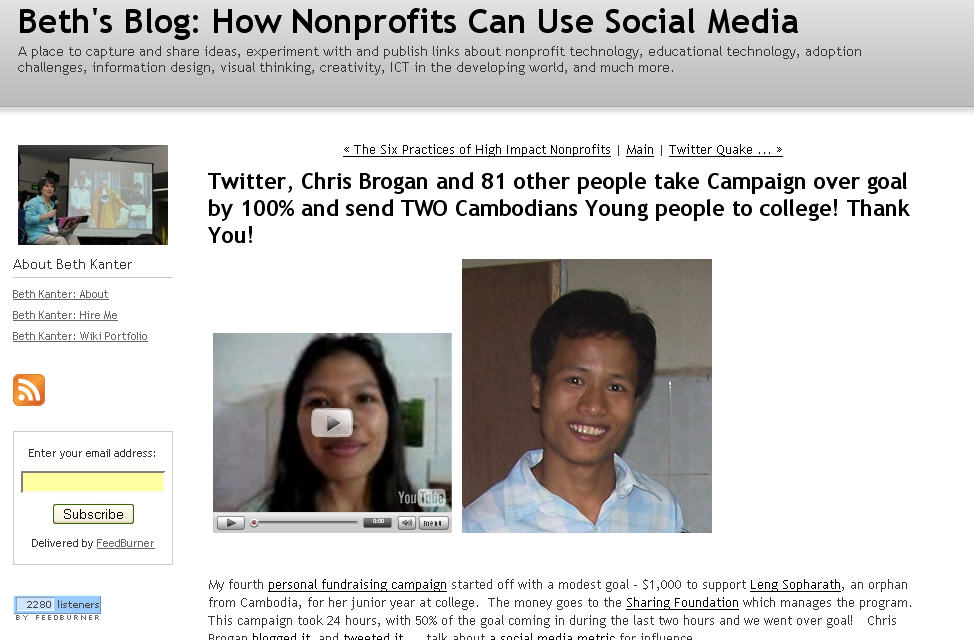 Beth's Blog: How Nonprofits Can Use Social Media
A place to capture and share ideas, experiment with and publish links about nonprofit technology, educational technology, adoption
challenges, information design, visual thinking, creativity, ICT in the developing world, and much more.
« The Six Practices of High Impact Nonprofits | Main | Twitter Quake ... »
Twitter, Chris Brogan and 81 other people take Campaign over goal
by 100% and send TWO Cambodians Young people to college! Thank
You!
About Beth Kanter
Beth Kanter: About
Beth Kanter: Hire Me
Beth Kanter: Wiki Portfolio
Enter your email address:
Subscribe
Delivered by FeedBurner
2280 listeners
BY FEEDBURNER
YouTube
0:00
menu
My fourth personal fundraising campaign started off with a modest goal - $1,000 to support Leng Sopharath, an orphan
from Cambodia, for her junior year at college. The money goes to the Sharing Foundation which manages the program.
This campaign took 24 hours, with 50% of the goal coming in during the last two hours and we went over goal! Chris
Brogan blogged it and tweeted it ... talk about a social media metric for influence